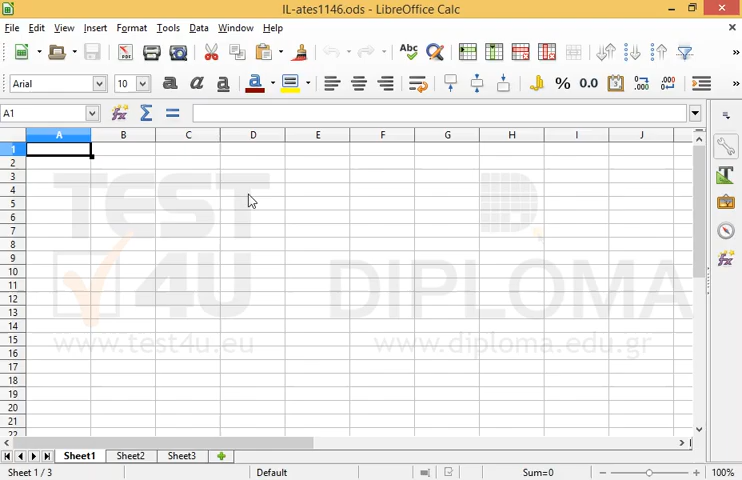 IL-ates1146.ods - LibreOffice Calc
File Edit View Insert Format Tools Data Window Help
Arial 10
A1
A B C D E F G H I J
1
2
3
4
5
6
7
8
9
10
11
12
13
14
15
16
17
18
19
20
21
22
TEST 4U DIPLOMA
www.test4u.eu www.diploma.edu.gr
Sheet1 Sheet2 Sheet3
Sheet 1 / 3 Default Sum=0 100%